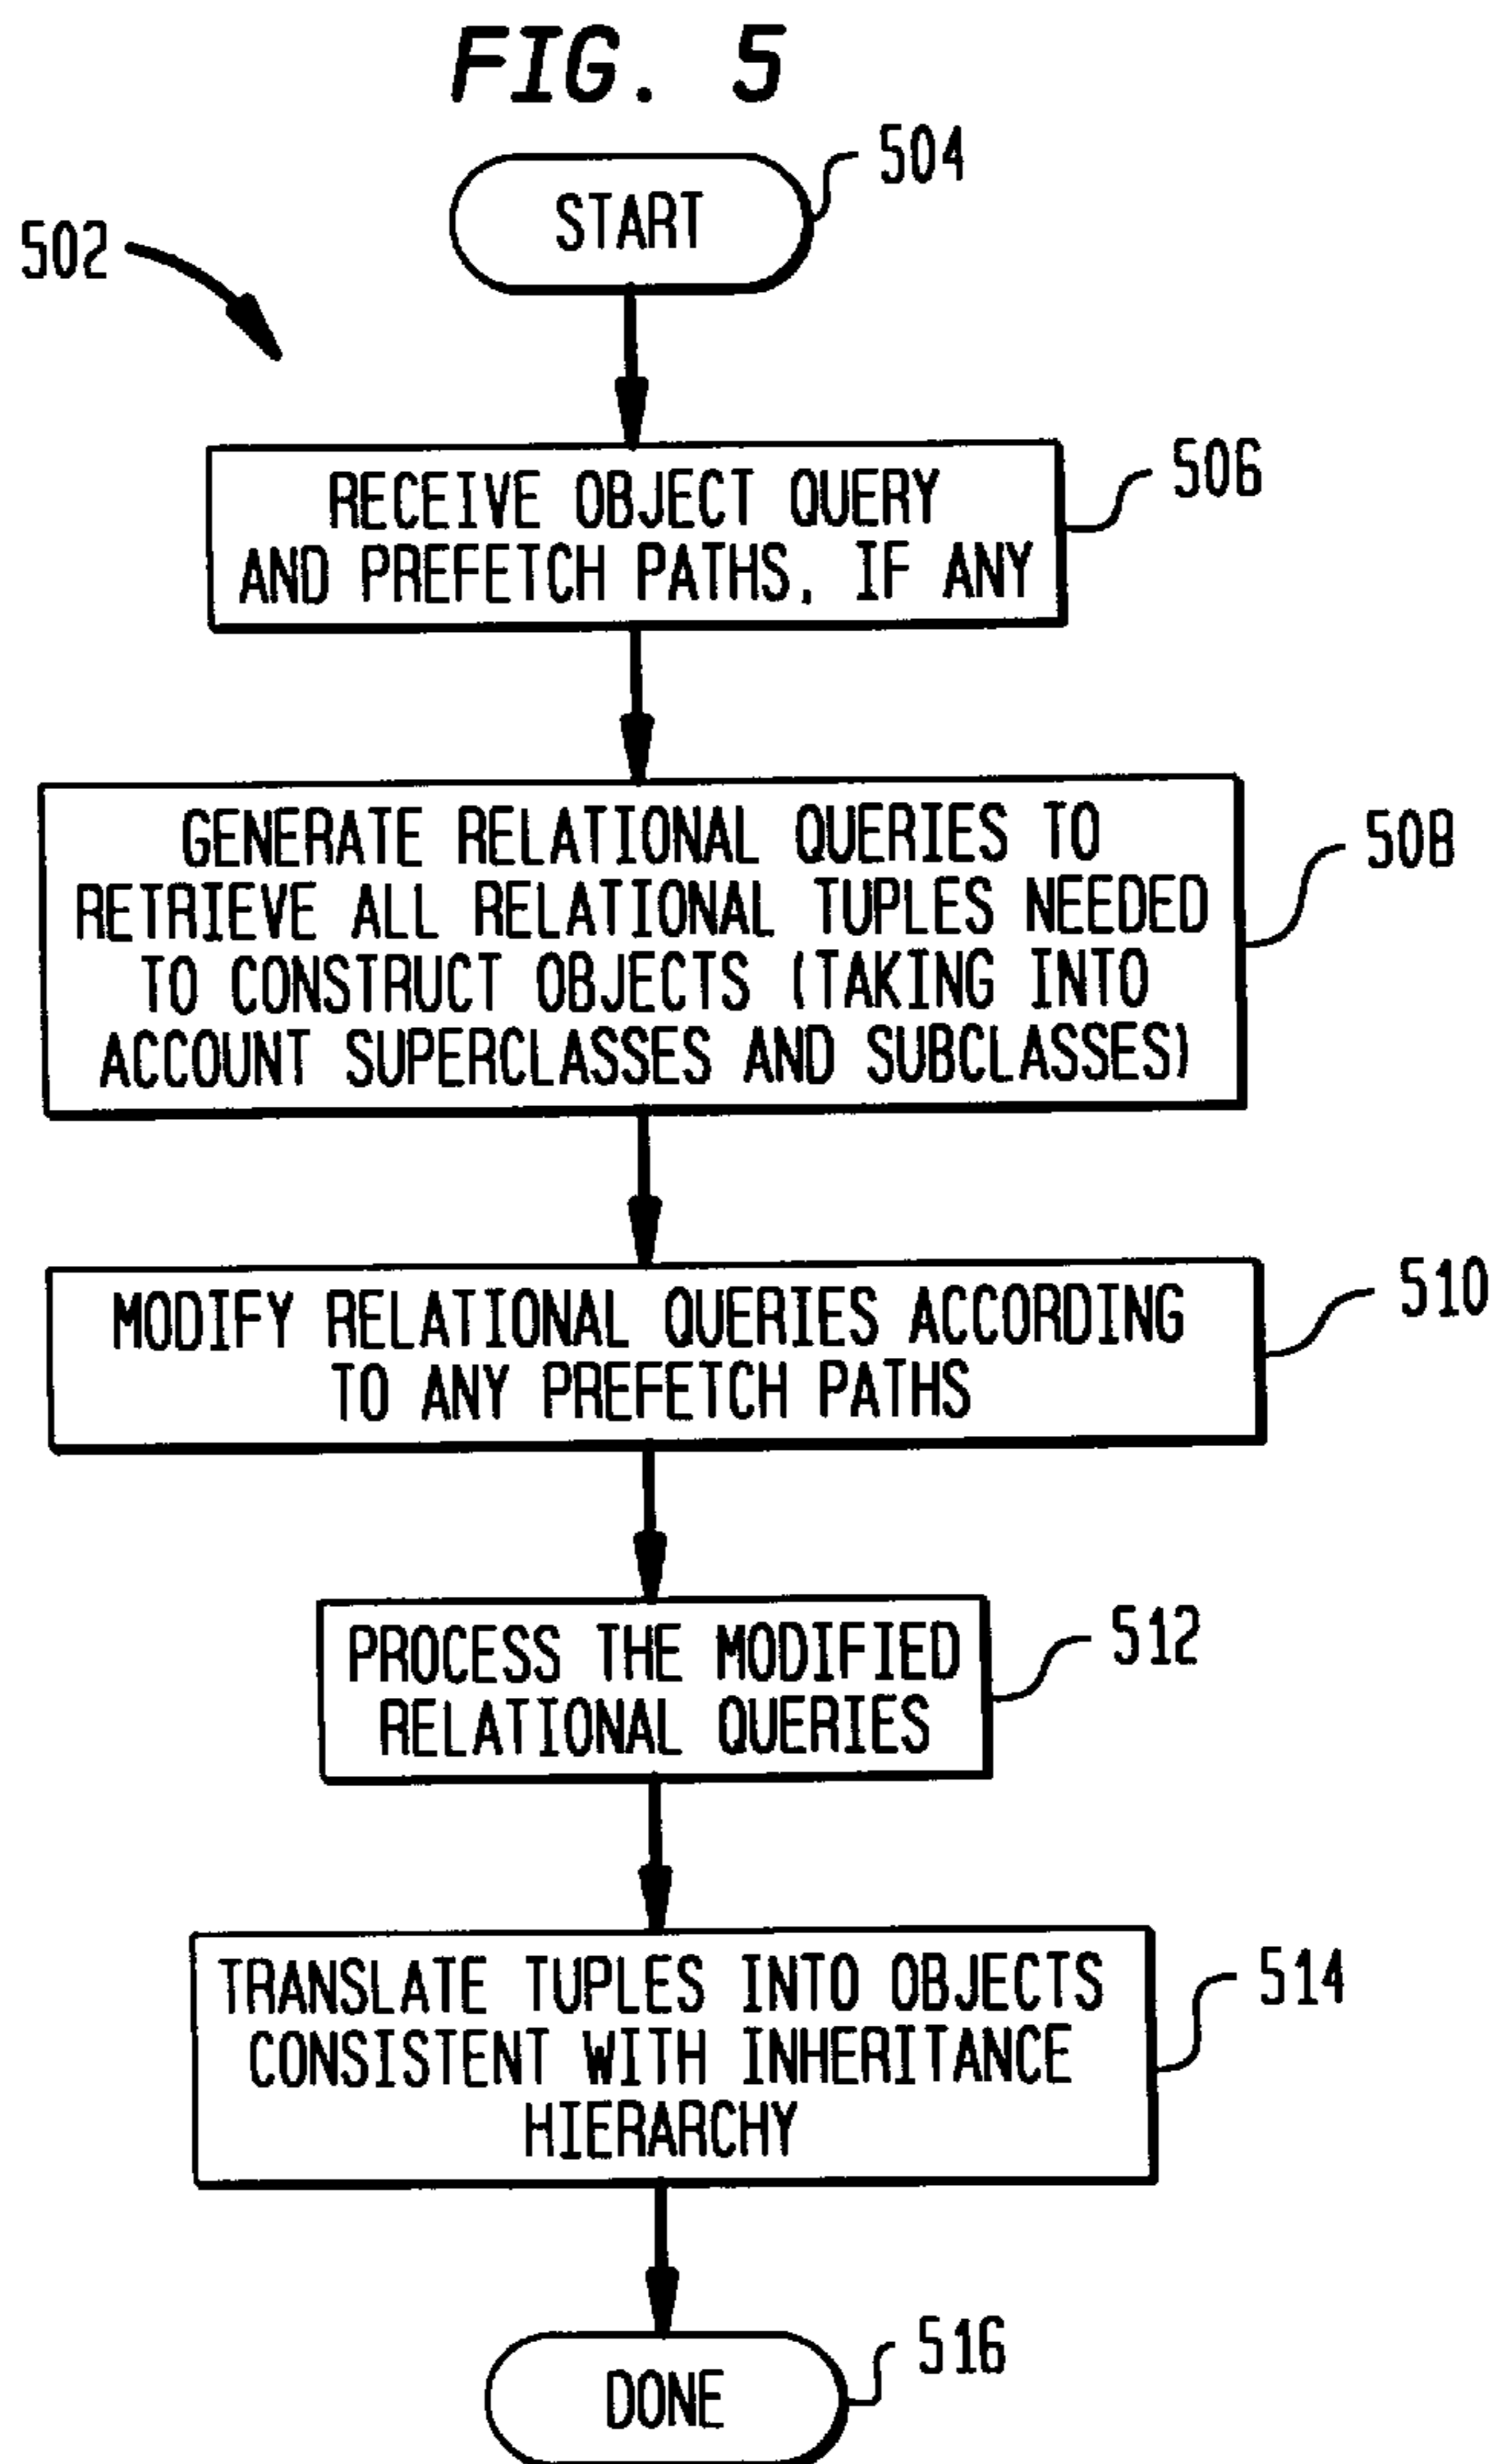 FIG. 5
504
START
502
506
RECEIVE OBJECT QUERY
AND PREFETCH PATHS, IF ANY
508
GENERATE RELATIONAL QUERIES TO
RETRIEVE ALL RELATIONAL TUPLES NEEDED
TO CONSTRUCT OBJECTS (TAKING INTO
ACCOUNT SUPERCLASSES AND SUBCLASSES)
510
MODIFY RELATIONAL QUERIES ACCORDING
TO ANY PREFETCH PATHS
512
PROCESS THE MODIFIED
RELATIONAL QUERIES
514
TRANSLATE TUPLES INTO OBJECTS
CONSISTENT WITH INHERITANCE
HIERARCHY
516
DONE